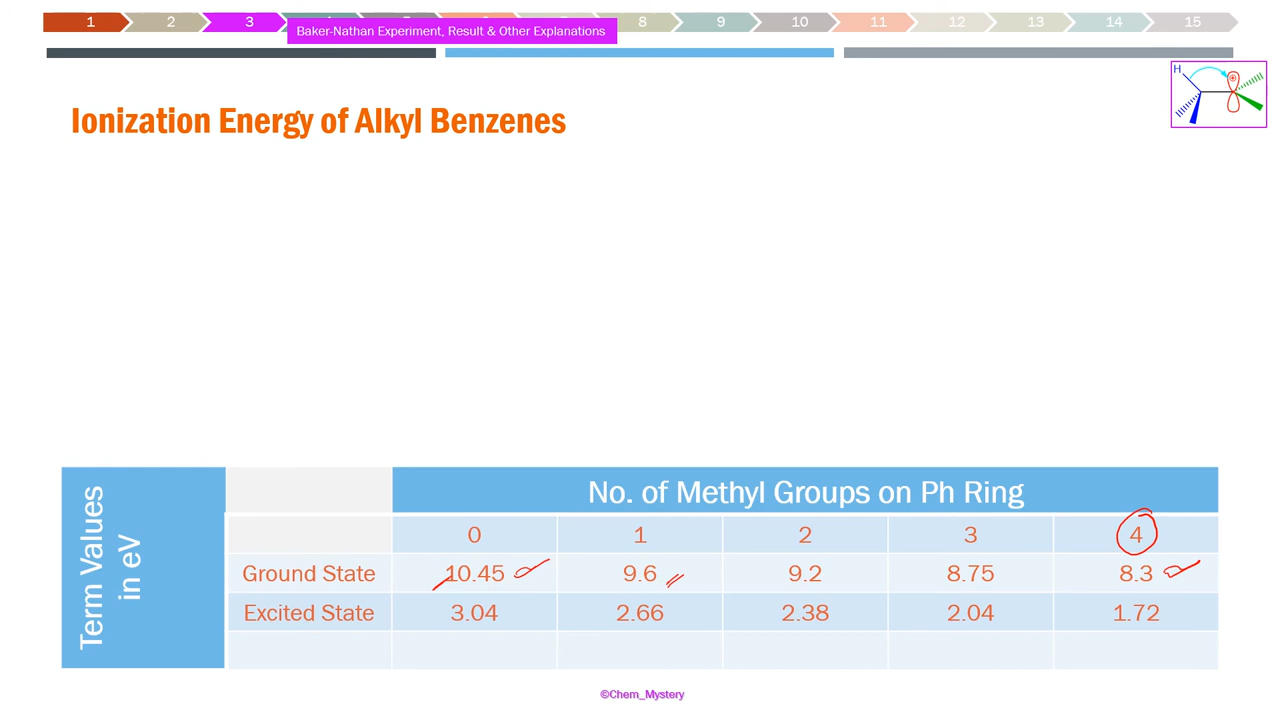 1 2 3 8 9 10 11 12 13 14 15
Baker-Nathan Experiment, Result & Other Explanations
H
Ionization Energy of Alkyl Benzenes
Term Values
in eV
No. of Methyl Groups on Ph Ring
0 1 2 3 4
Ground State 10.45 9.6 9.2 8.75 8.3
Excited State 3.04 2.66 2.38 2.04 1.72
©Chem_Mystery